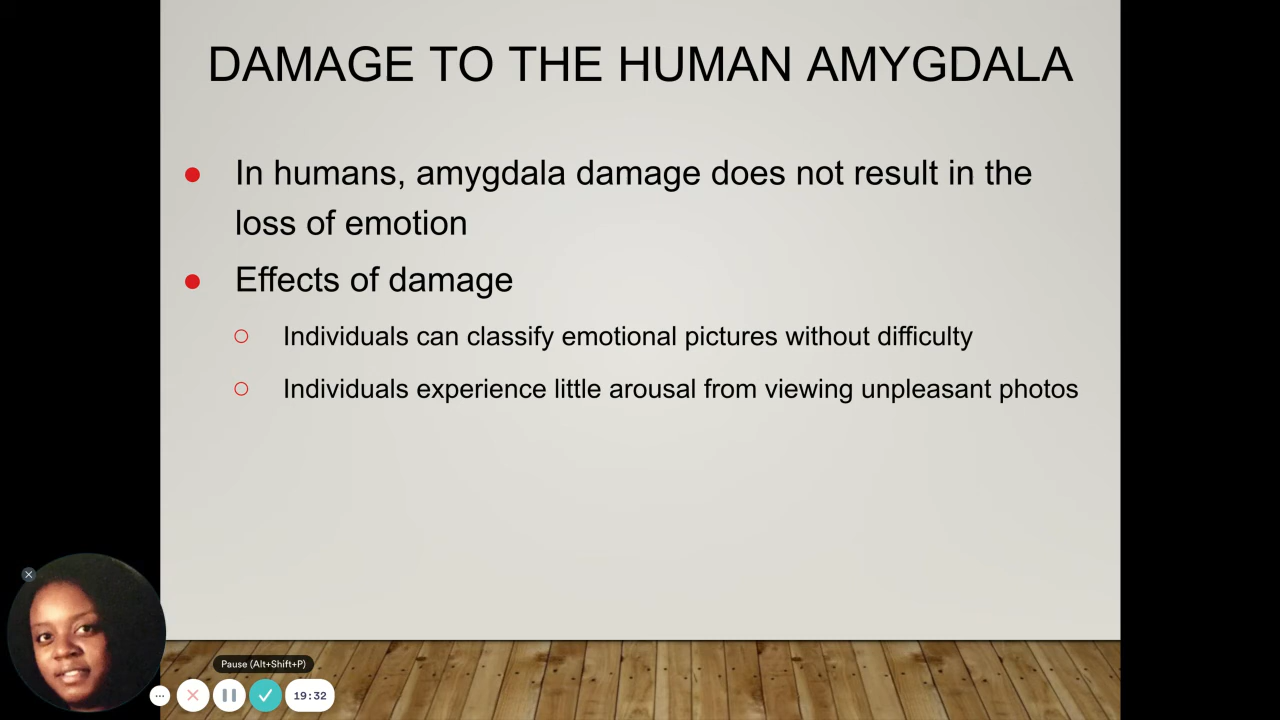 DAMAGE TO THE HUMAN AMYGDALA
In humans, amygdala damage does not result in the
loss of emotion
Effects of damage
Individuals can classify emotional pictures without difficulty
Individuals experience little arousal from viewing unpleasant photos
Pause (Alt+Shift+P)
19:32